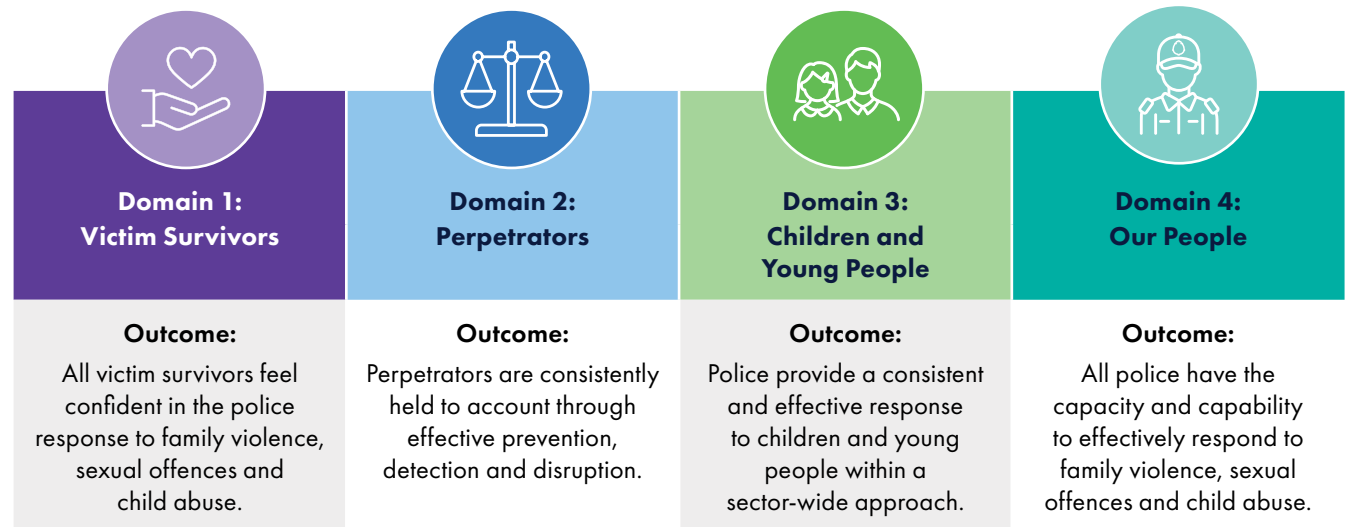 Domain 1:
Victim Survivors
Outcome:
All victim survivors feel
confident in the police
response to family violence,
sexual offences and
child abuse.
Domain 2:
Perpetrators
Outcome:
Perpetrators are consistently
held to account through
effective prevention,
detection and disruption.
Domain 3:
Children and
Young People
Outcome:
Police provide a consistent
and effective response
to children and young
people within a
sector-wide approach.
Domain 4:
Our People
Outcome:
All police have the
capacity and capability
to effectively respond to
family violence, sexual
offences and child abuse.